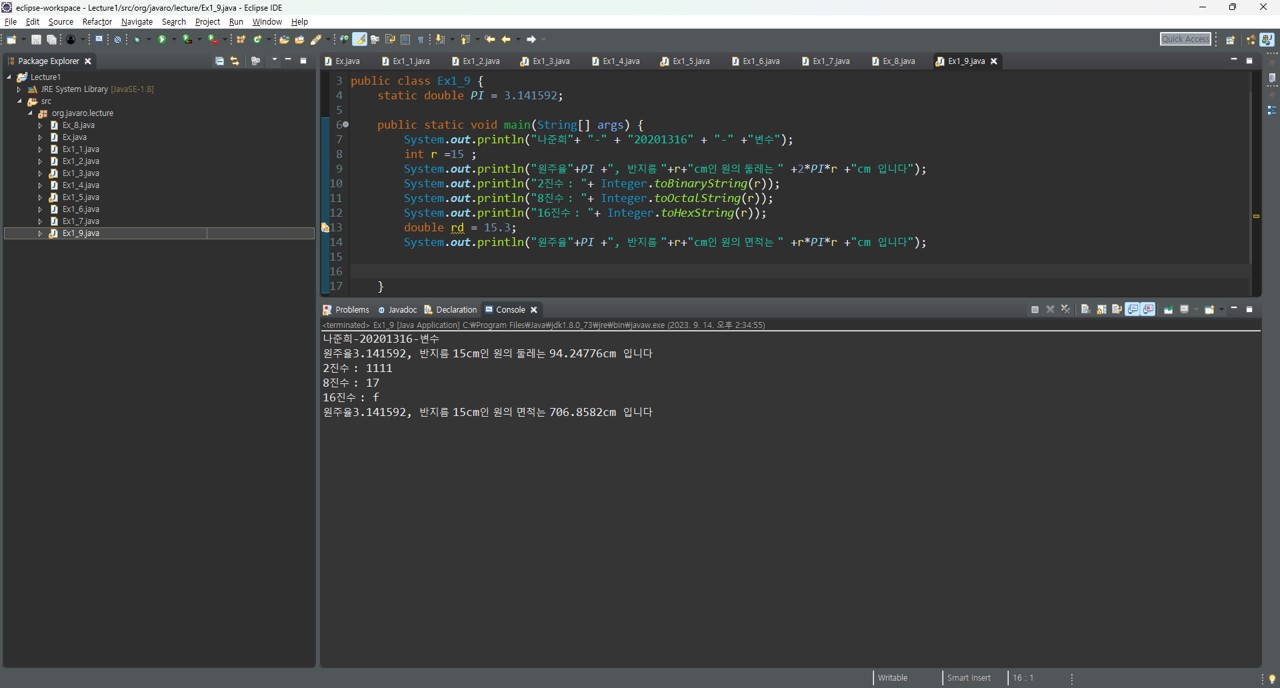 eclipse-workspace - Lecture1/src/org/javaro/lecture/Ex1_9.java - Eclipse IDE
File Edit Source Refactor Navigate Search Project Run Window Help
Quick Access
Package Explorer
Lecture1
JRE System Library [JavaSE-1.8]
src
org.javaro.lecture
Ex_8.java
Ex.java
Ex1_1.java
Ex1_2.java
Ex1_3.java
Ex1_4.java
Ex1_5.java
Ex1_6.java
Ex1_7.java
Ex1_9.java
Ex.java Ex1_1.java Ex1_2.java Ex1_3.java Ex1_4.java Ex1_5.java Ex1_6.java Ex1_7.java Ex_8.java Ex1_9.java
3 public class Ex1_9 {
4 static double PI = 3.141592;
5
6 public static void main(String[] args) {
7 System.out.println("나준희"+ "-" + "20201316" + "-" +"변수");
8 int r =15 ;
9 System.out.println("원주율"+PI +", 반지름 "+r+"cm인 원의 둘레는 " +2*PI*r +"cm 입니다");
10 System.out.println("2진수 : "+ Integer.toBinaryString(r));
11 System.out.println("8진수 : "+ Integer.toOctalString(r));
12 System.out.println("16진수 : "+ Integer.toHexString(r));
13 double rd = 15.3;
14 System.out.println("원주율"+PI +", 반지름 "+r+"cm인 원의 면적는 " +r*PI*r +"cm 입니다");
15
16
17 }
Problems Javadoc Declaration Console
<terminated> Ex1_9 [Java Application] C:₩Program Files₩Java₩jdk1.8.0_73₩jre₩bin₩javaw.exe (2023. 9. 14. 오후 2:34:55)
나준희-20201316-변수
원주율3.141592, 반지름 15cm인 원의 둘레는 94.24776cm 입니다
2진수 : 1111
8진수 : 17
16진수 : f
원주율3.141592, 반지름 15cm인 원의 면적는 706.8582cm 입니다
Writable Smart Insert 16 : 1